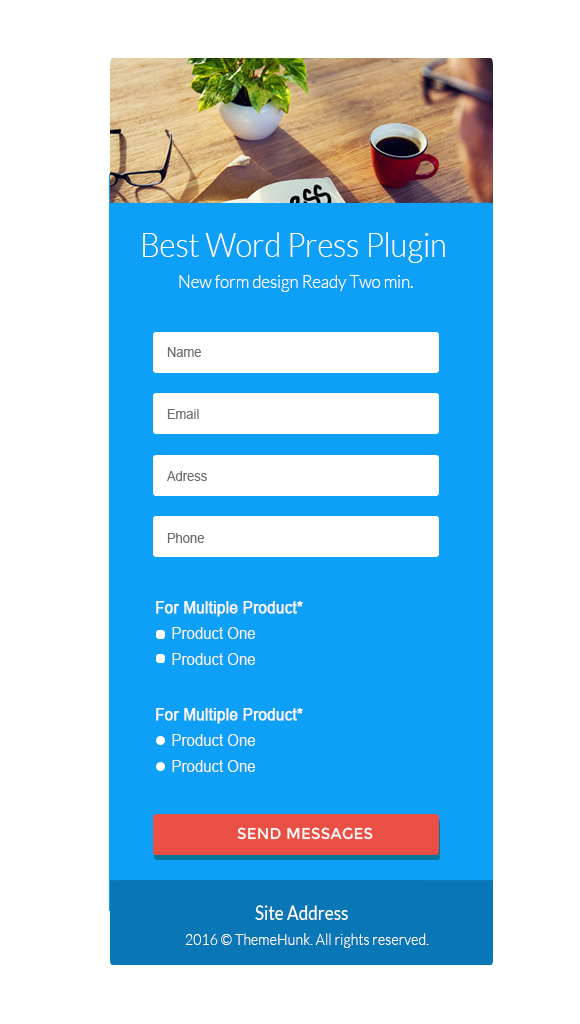 Best Word Press Plugin
New form design Ready Two min.
Name
Email
Adress
Phone
For Multiple Product*
Product One
Product One
For Multiple Product*
Product One
Product One
SEND MESSAGES
Site Address
2016 © ThemeHunk. All rights reserved.